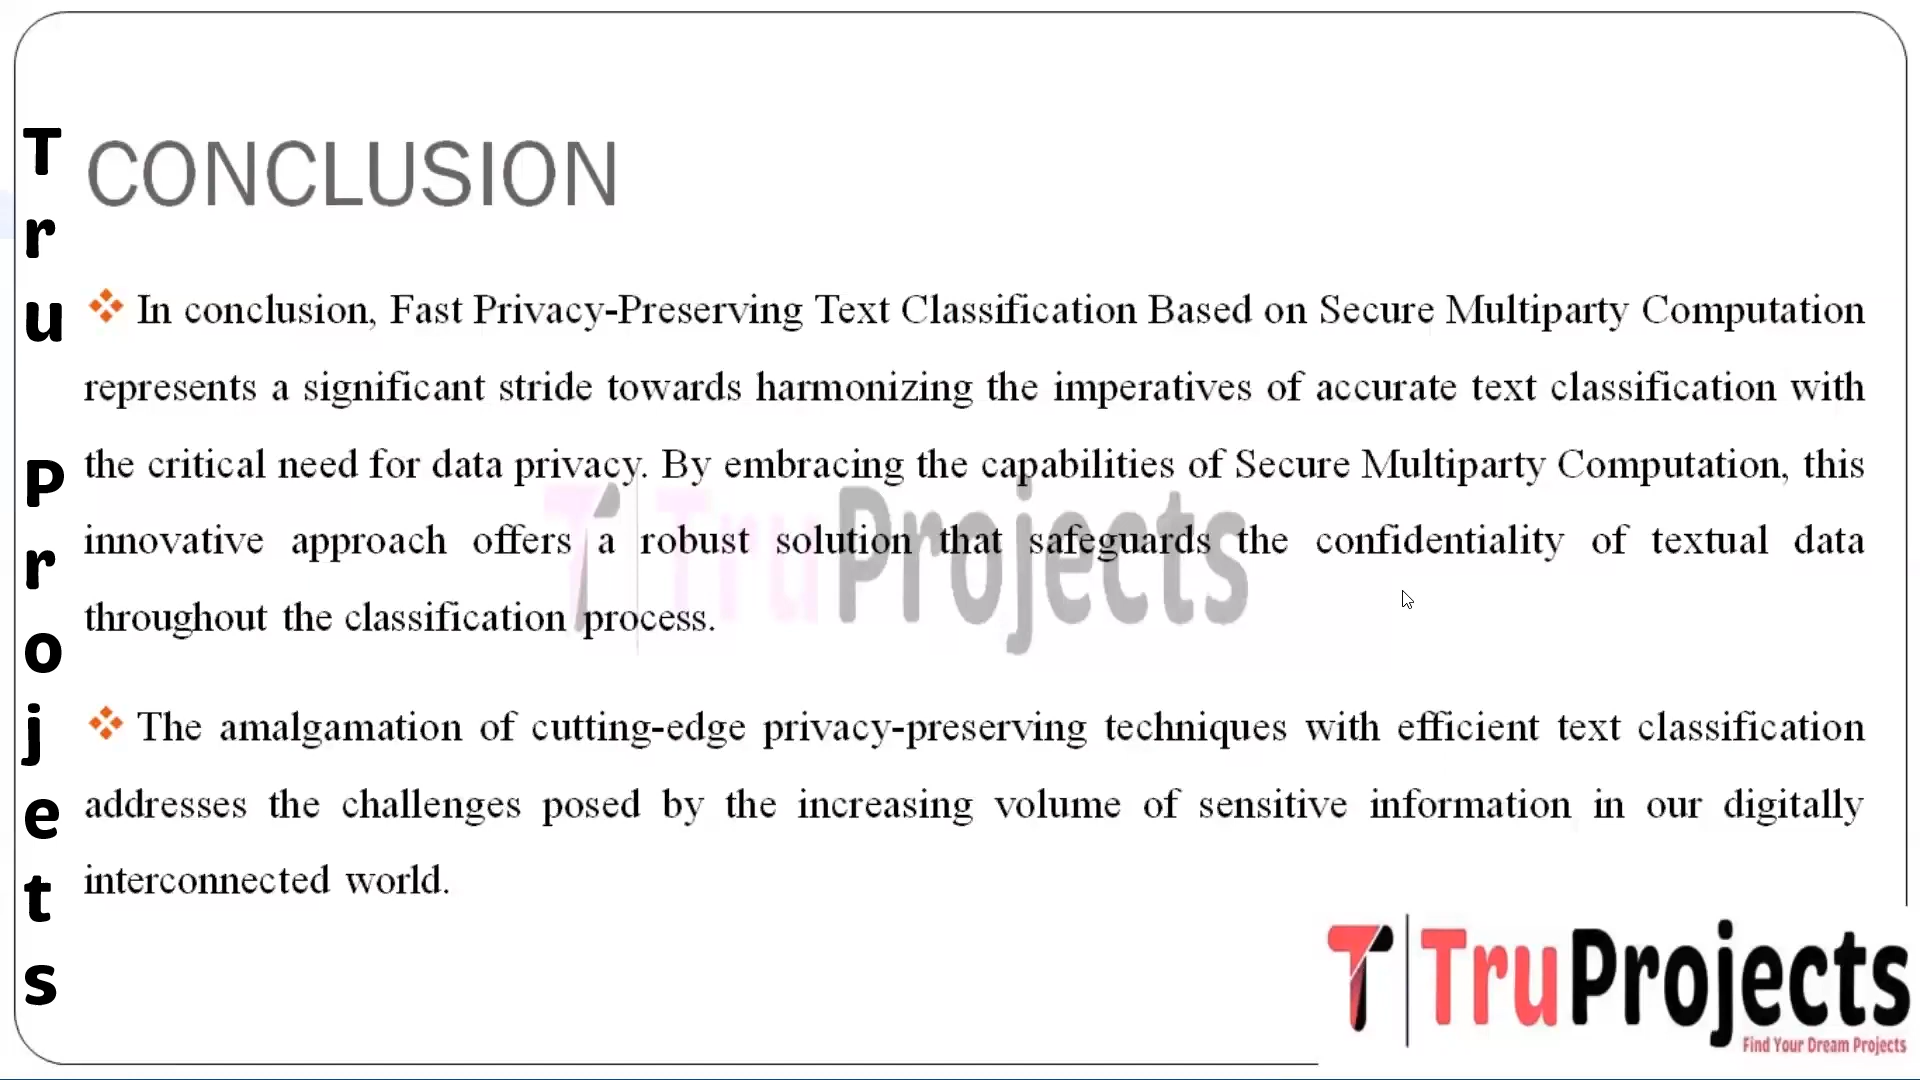 CONCLUSION
❖ In conclusion, Fast Privacy-Preserving Text Classification Based on Secure Multiparty Computation
represents a significant stride towards harmonizing the imperatives of accurate text classification with
the critical need for data privacy. By embracing the capabilities of Secure Multiparty Computation, this
innovative approach offers a robust solution that safeguards the confidentiality of textual data
throughout the classification process.
❖ The amalgamation of cutting-edge privacy-preserving techniques with efficient text classification
addresses the challenges posed by the increasing volume of sensitive information in our digitally
interconnected world.
Tru Projets
TruProjects
TruProjects
Find Your Dream Projects